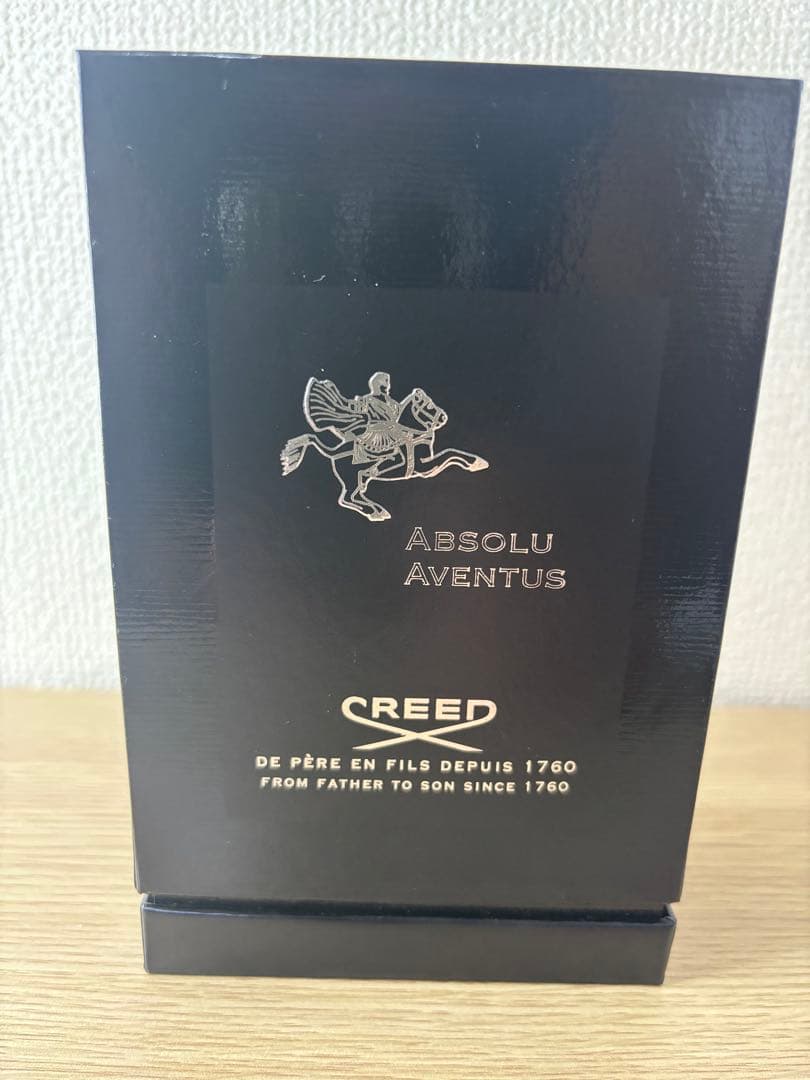 ABSOLU
AVENTUS
CREED
DE PÈRE EN FILS DEPUIS 1760
FROM FATHER TO SON SINCE 1760